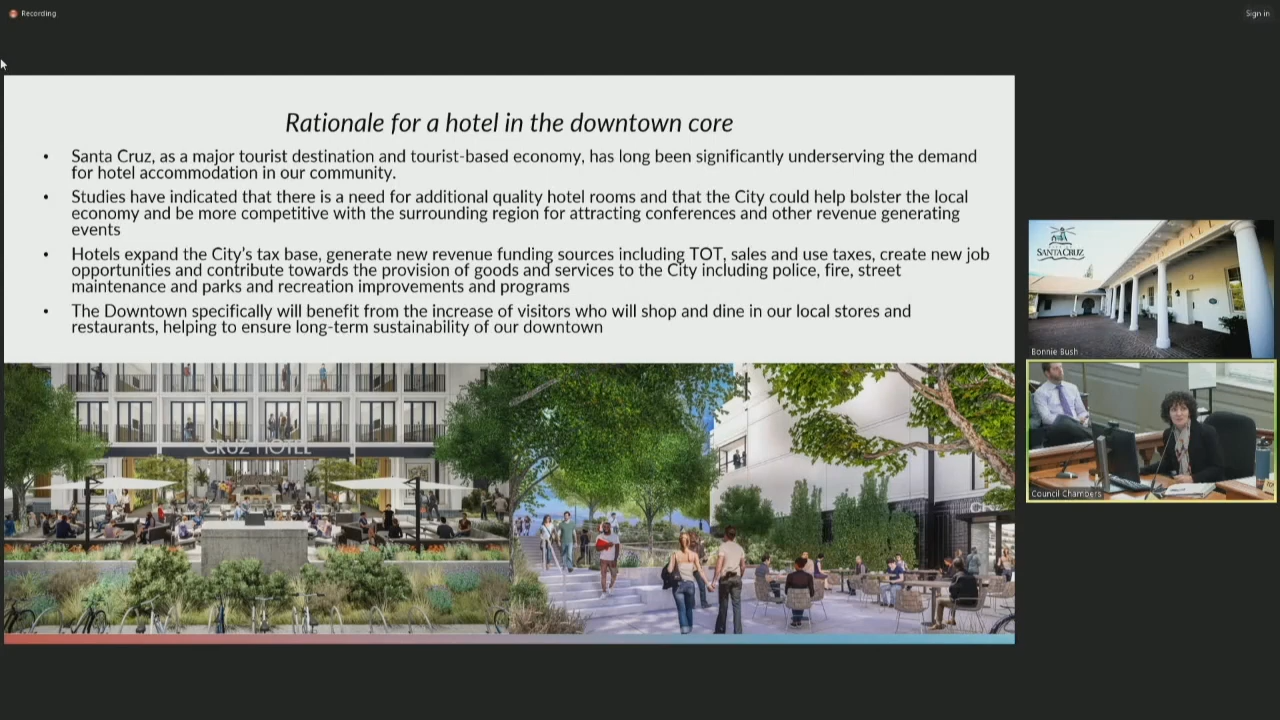 Recording
Sign in
Rationale for a hotel in the downtown core
• Santa Cruz, as a major tourist destination and tourist-based economy, has long been significantly underserving the demand
for hotel accommodation in our community.
• Studies have indicated that there is a need for additional quality hotel rooms and that the City could help bolster the local
economy and be more competitive with the surrounding region for attracting conferences and other revenue generating
events
• Hotels expand the City's tax base, generate new revenue funding sources including TOT, sales and use taxes, create new job
opportunities and contribute towards the provision of goods and services to the City including police, fire, street
maintenance and parks and recreation improvements and programs
• The Downtown specifically will benefit from the increase of visitors who will shop and dine in our local stores and
restaurants, helping to ensure long-term sustainability of our downtown
CRUZ HOTEL
SANTA CRUZ
Bonnie Bush
Council Chambers